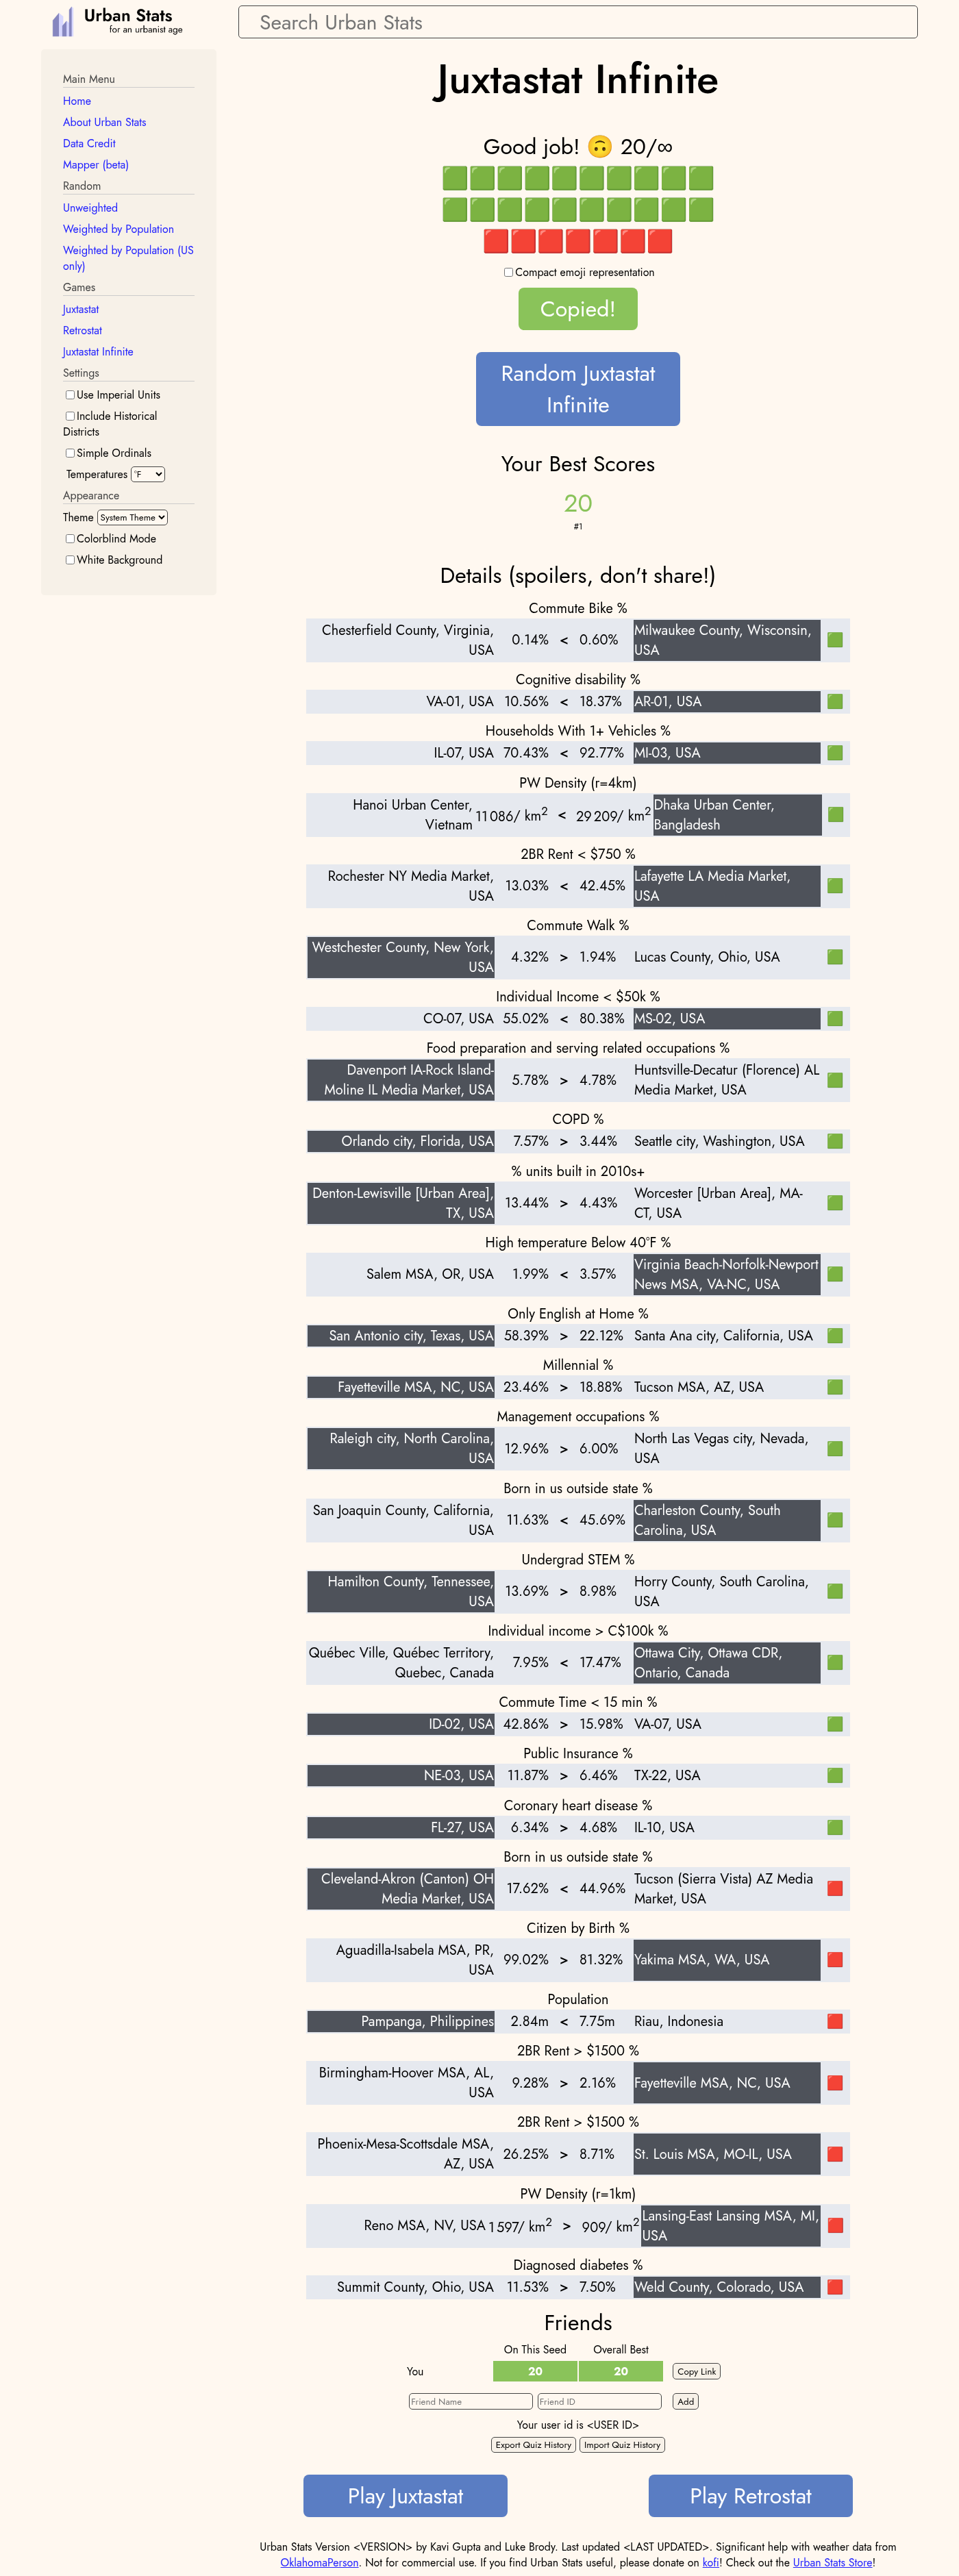 Urban Stats
for an urbanist age
Search Urban Stats
Main Menu
Home
About Urban Stats
Data Credit
Mapper (beta)
Random
Unweighted
Weighted by Population
Weighted by Population (US
only)
Games
Juxtastat
Retrostat
Juxtastat Infinite
Settings
Use Imperial Units
Include Historical
Districts
Simple Ordinals
Temperatures °F
Appearance
Theme System Theme
Colorblind Mode
White Background
Juxtastat Infinite
Good job! 🙃 20/∞
🟩🟩🟩🟩🟩🟩🟩🟩🟩🟩
🟩🟩🟩🟩🟩🟩🟩🟩🟩🟩
🟥🟥🟥🟥🟥🟥🟥
Compact emoji representation
Copied!
Random Juxtastat
Infinite
Your Best Scores
20
#1
Details (spoilers, don't share!)
Commute Bike %
Chesterfield County, Virginia,
USA
0.14% < 0.60%
Milwaukee County, Wisconsin,
USA
🟩
Cognitive disability %
VA-01, USA 10.56% < 18.37% AR-01, USA 🟩
Households With 1+ Vehicles %
IL-07, USA 70.43% < 92.77% MI-03, USA 🟩
PW Density (r=4km)
Hanoi Urban Center,
Vietnam
11 086/ km2 < 29 209/ km2
Dhaka Urban Center,
Bangladesh
🟩
2BR Rent < $750 %
Rochester NY Media Market,
USA
13.03% < 42.45%
Lafayette LA Media Market,
USA
🟩
Commute Walk %
Westchester County, New York,
USA
4.32% > 1.94% Lucas County, Ohio, USA 🟩
Individual Income < $50k %
CO-07, USA 55.02% < 80.38% MS-02, USA 🟩
Food preparation and serving related occupations %
Davenport IA-Rock Island-
Moline IL Media Market, USA
5.78% > 4.78%
Huntsville-Decatur (Florence) AL
Media Market, USA
🟩
COPD %
Orlando city, Florida, USA 7.57% > 3.44% Seattle city, Washington, USA 🟩
% units built in 2010s+
Denton-Lewisville [Urban Area],
TX, USA
13.44% > 4.43%
Worcester [Urban Area], MA-
CT, USA
🟩
High temperature Below 40°F %
Salem MSA, OR, USA 1.99% < 3.57%
Virginia Beach-Norfolk-Newport
News MSA, VA-NC, USA
🟩
Only English at Home %
San Antonio city, Texas, USA 58.39% > 22.12% Santa Ana city, California, USA 🟩
Millennial %
Fayetteville MSA, NC, USA 23.46% > 18.88% Tucson MSA, AZ, USA 🟩
Management occupations %
Raleigh city, North Carolina,
USA
12.96% > 6.00%
North Las Vegas city, Nevada,
USA
🟩
Born in us outside state %
San Joaquin County, California,
USA
11.63% < 45.69%
Charleston County, South
Carolina, USA
🟩
Undergrad STEM %
Hamilton County, Tennessee,
USA
13.69% > 8.98%
Horry County, South Carolina,
USA
🟩
Individual income > C$100k %
Québec Ville, Québec Territory,
Quebec, Canada
7.95% < 17.47%
Ottawa City, Ottawa CDR,
Ontario, Canada
🟩
Commute Time < 15 min %
ID-02, USA 42.86% > 15.98% VA-07, USA 🟩
Public Insurance %
NE-03, USA 11.87% > 6.46% TX-22, USA 🟩
Coronary heart disease %
FL-27, USA 6.34% > 4.68% IL-10, USA 🟩
Born in us outside state %
Cleveland-Akron (Canton) OH
Media Market, USA
17.62% < 44.96%
Tucson (Sierra Vista) AZ Media
Market, USA
🟥
Citizen by Birth %
Aguadilla-Isabela MSA, PR,
USA
99.02% > 81.32% Yakima MSA, WA, USA 🟥
Population
Pampanga, Philippines 2.84m < 7.75m Riau, Indonesia 🟥
2BR Rent > $1500 %
Birmingham-Hoover MSA, AL,
USA
9.28% > 2.16% Fayetteville MSA, NC, USA 🟥
2BR Rent > $1500 %
Phoenix-Mesa-Scottsdale MSA,
AZ, USA
26.25% > 8.71% St. Louis MSA, MO-IL, USA 🟥
PW Density (r=1km)
Reno MSA, NV, USA 1 597/ km2 > 909/ km2
Lansing-East Lansing MSA, MI,
USA
🟥
Diagnosed diabetes %
Summit County, Ohio, USA 11.53% > 7.50% Weld County, Colorado, USA 🟥
Friends
On This Seed Overall Best
You 20 20 Copy Link
Friend Name Friend ID Add
Your user id is <USER ID>
Export Quiz History Import Quiz History
Play Juxtastat Play Retrostat
Urban Stats Version <VERSION> by Kavi Gupta and Luke Brody. Last updated <LAST UPDATED>. Significant help with weather data from
OklahomaPerson. Not for commercial use. If you find Urban Stats useful, please donate on kofi! Check out the Urban Stats Store!